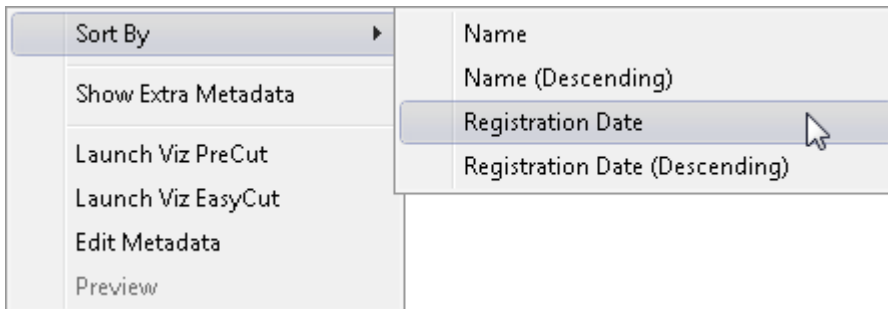 Sort By
Show Extra Metadata
Launch Viz PreCut
Launch Viz EasyCut
Edit Metadata
Preview
Name
Name (Descending)
Registration Date
Registration Date (Descending)